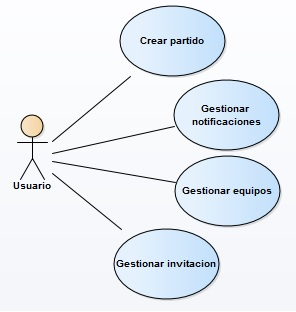 Crear partido
Gestionar
notificaciones
Gestionar equipos
Usuario
Gestionar invitacion